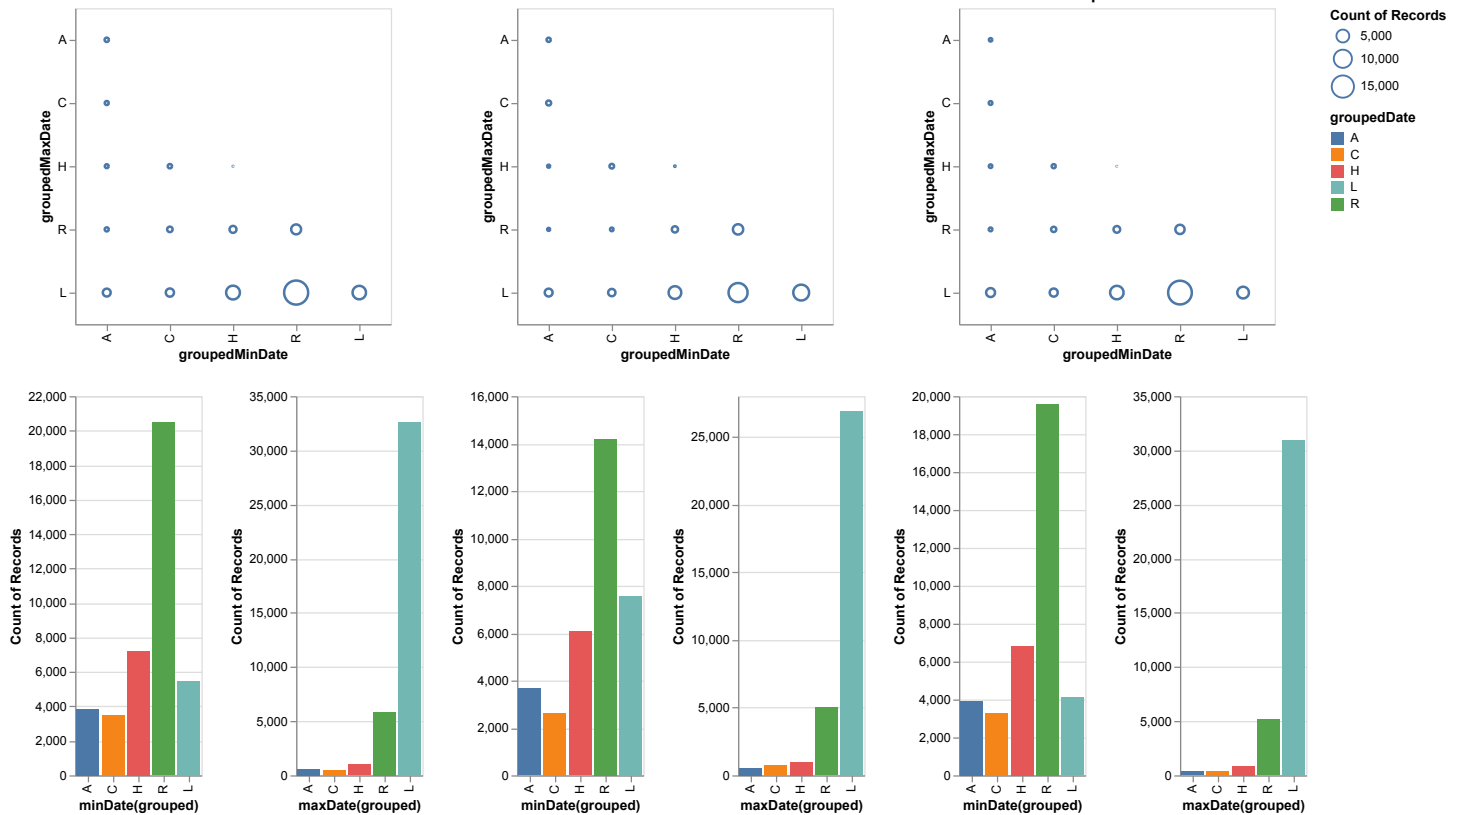 A
C
H
R
L
groupedMaxDate
A
C
H
R
L
groupedMinDate
A
C
H
R
L
groupedMaxDate
A
C
H
R
L
groupedMinDate
A
C
H
R
L
groupedMaxDate
A
C
H
R
L
groupedMinDate
Count of Records
5,000
10,000
15,000
groupedDate
A
C
H
L
R
22,000
20,000
18,000
16,000
14,000
12,000
10,000
8,000
6,000
4,000
2,000
0
Count of Records
A
C
H
R
L
minDate(grouped)
35,000
30,000
25,000
20,000
15,000
10,000
5,000
0
Count of Records
A
C
H
R
L
maxDate(grouped)
16,000
14,000
12,000
10,000
8,000
6,000
4,000
2,000
0
Count of Records
A
C
H
R
L
minDate(grouped)
25,000
20,000
15,000
10,000
5,000
0
Count of Records
A
C
H
R
L
maxDate(grouped)
20,000
18,000
16,000
14,000
12,000
10,000
8,000
6,000
4,000
2,000
0
Count of Records
A
C
H
R
L
minDate(grouped)
35,000
30,000
25,000
20,000
15,000
10,000
5,000
0
Count of Records
A
C
H
R
L
maxDate(grouped)